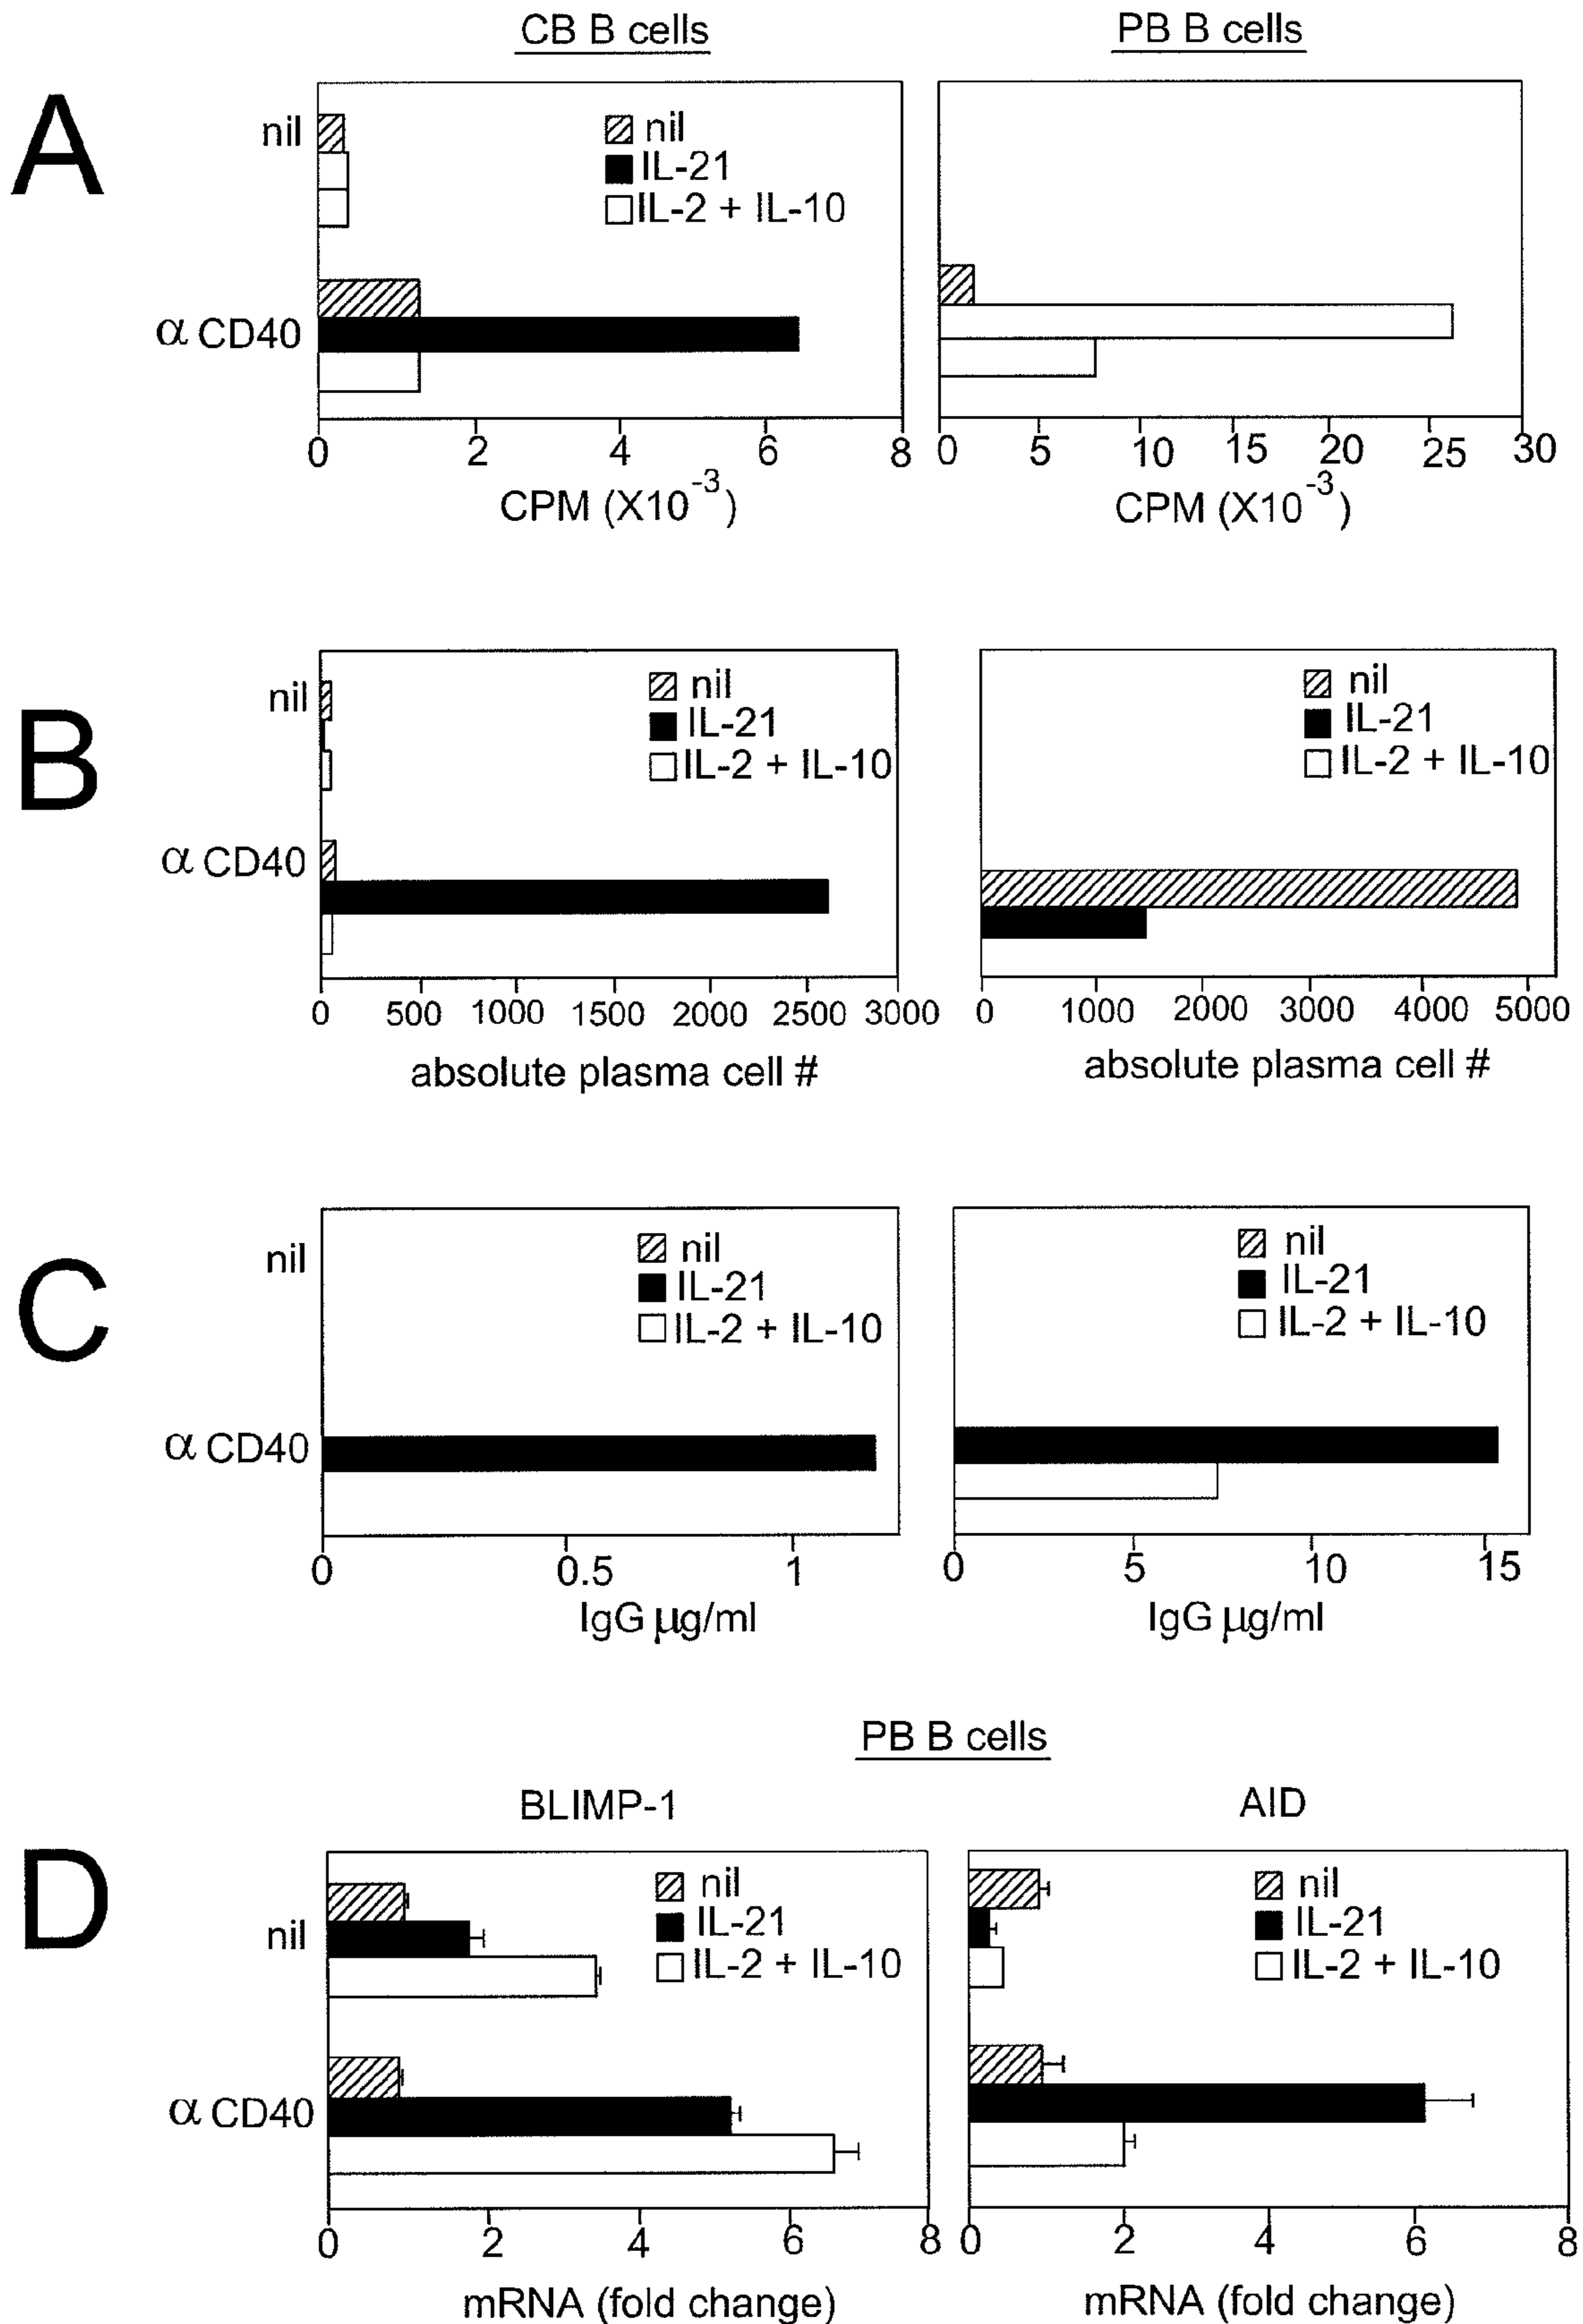 CB B cells PB B cells
A
nil
nil
IL-21
IL-2 + IL-10
α CD40
0 2 4 6 8
CPM (X10⁻³)
0 5 10 15 20 25 30
CPM (X10⁻³)
B
nil
nil
IL-21
IL-2 + IL-10
nil
IL-21
IL-2 + IL-10
α CD40
0 500 1000 1500 2000 2500 3000
absolute plasma cell #
0 1000 2000 3000 4000 5000
absolute plasma cell #
C
nil
nil
IL-21
IL-2 + IL-10
nil
IL-21
IL-2 + IL-10
α CD40
0 0.5 1
IgG µg/ml
0 5 10 15
IgG µg/ml
PB B cells
BLIMP-1 AID
D
nil
nil
IL-21
IL-2 + IL-10
nil
IL-21
IL-2 + IL-10
α CD40
0 2 4 6 8
mRNA (fold change)
0 2 4 6 8
mRNA (fold change)